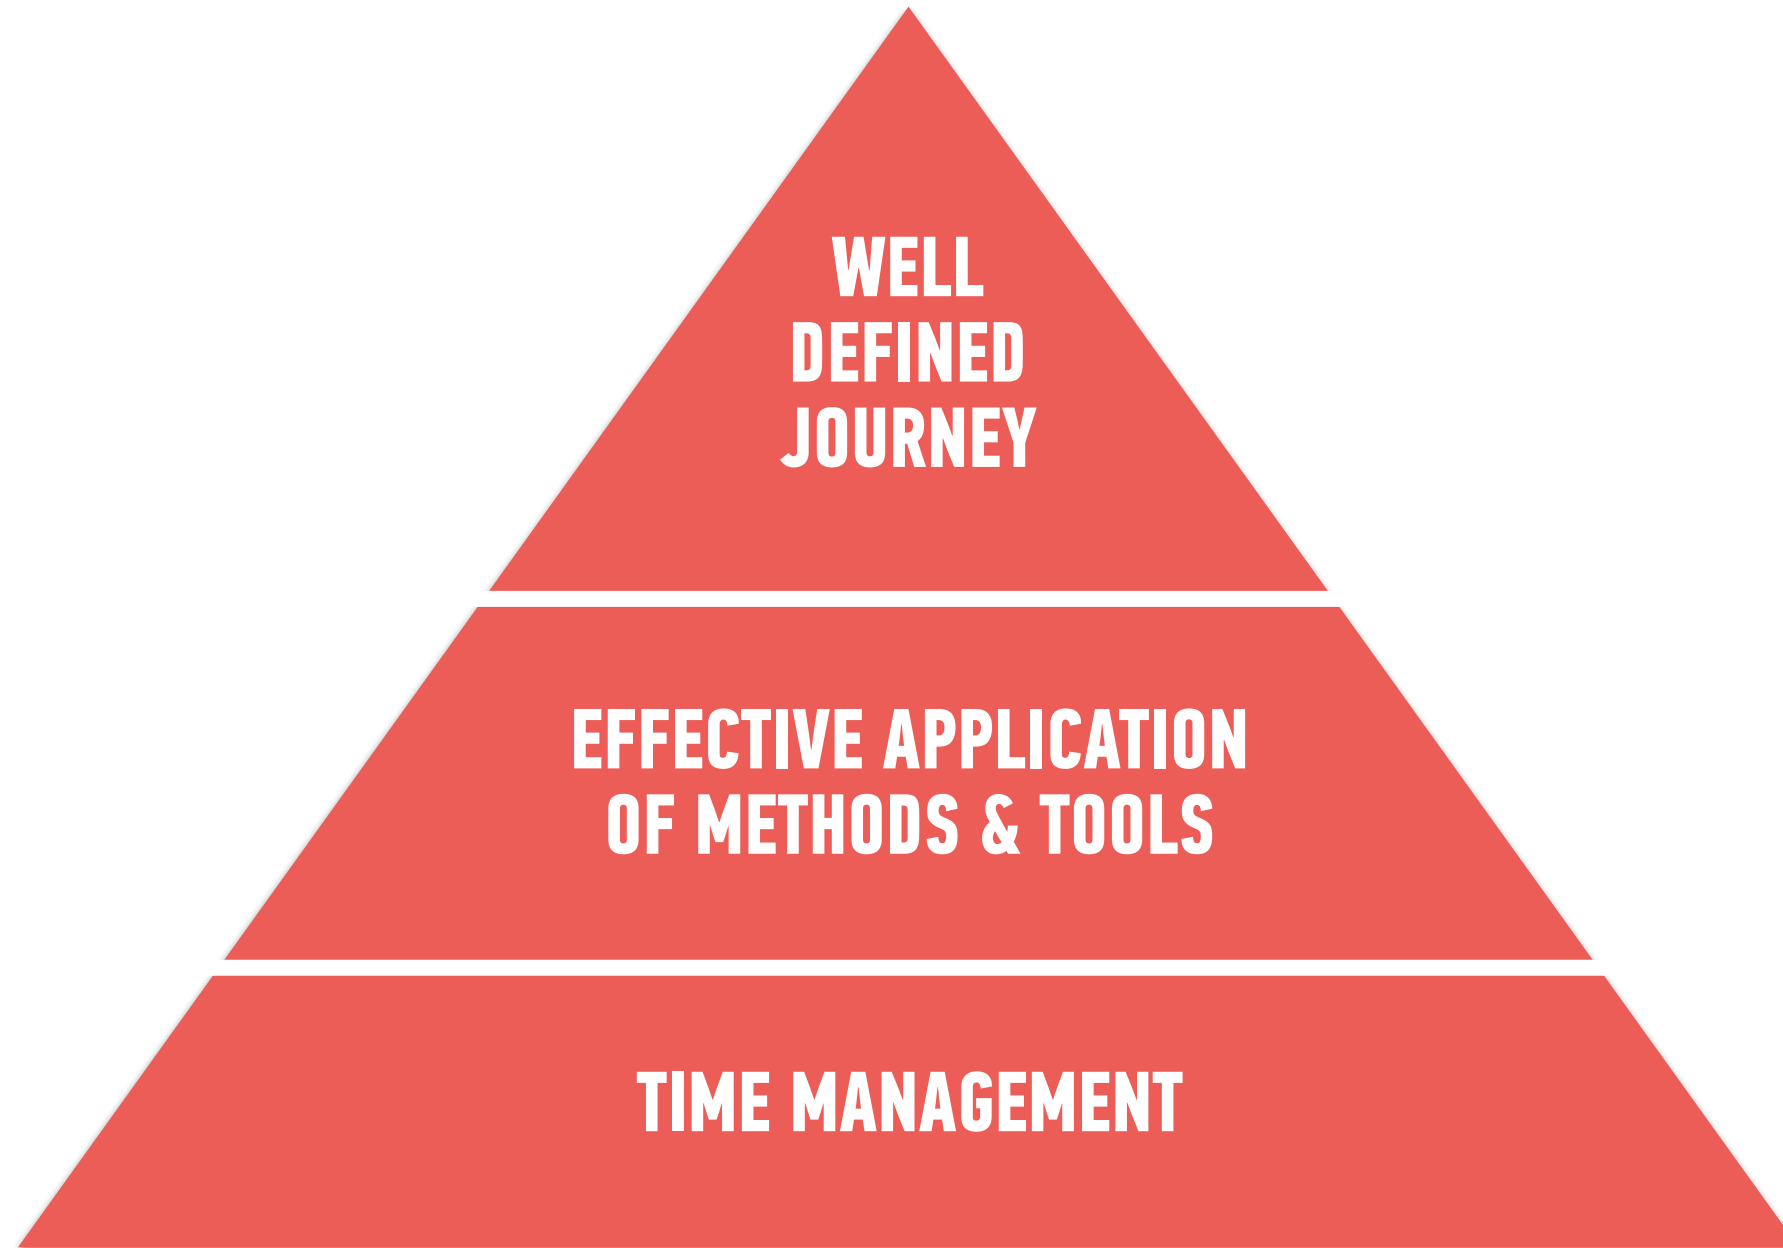 WELL
DEFINED
JOURNEY
EFFECTIVE APPLICATION
OF METHODS & TOOLS
TIME MANAGEMENT